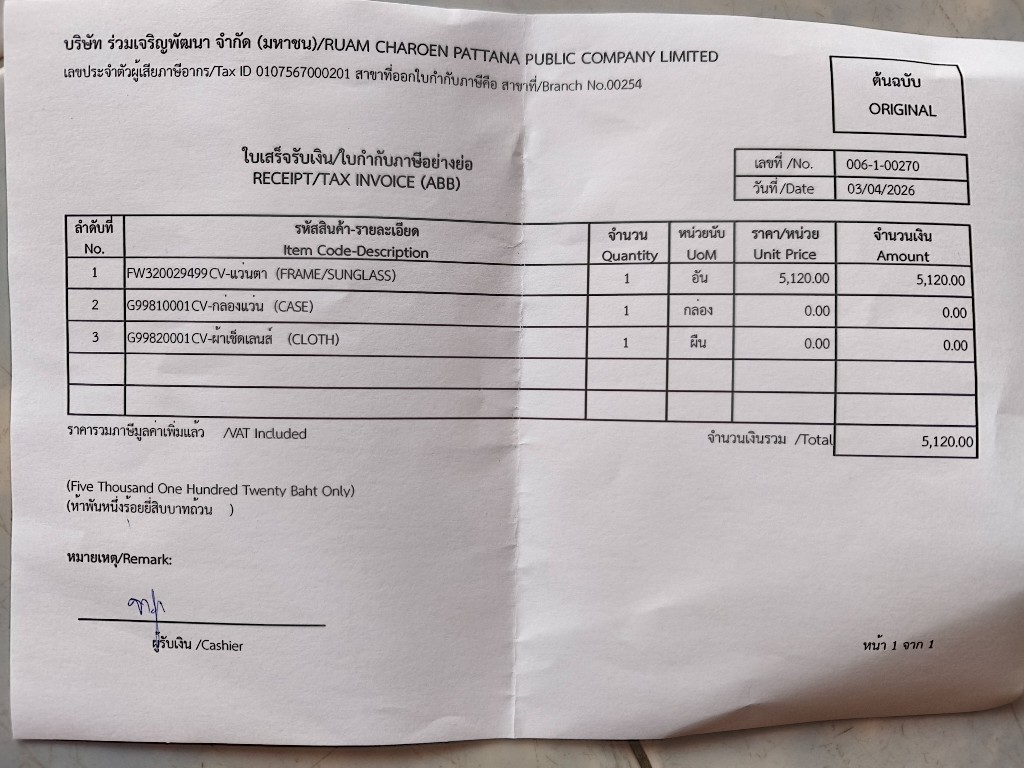 บริษัท ร่วมเจริญพัฒนา จำกัด (มหาชน)/RUAM CHAROEN PATTANA PUBLIC COMPANY LIMITED
เลขประจำตัวผู้เสียภาษีอากร/Tax ID 0107567000201 สาขาที่ออกใบกำกับภาษีคือ สาขาที่/Branch No.00254
ต้นฉบับ
ORIGINAL
ใบเสร็จรับเงิน/ใบกำกับภาษีอย่างย่อ
RECEIPT/TAX INVOICE (ABB)
เลขที่ /No. 006-1-00270
วันที่ /Date 03/04/2026
ลำดับที่ รหัสสินค้า-รายละเอียด จำนวน หน่วยนับ ราคา/หน่วย จำนวนเงิน
No. Item Code-Description Quantity UoM Unit Price Amount
1 FW320029499CV-แว่นตา (FRAME/SUNGLASS) 1 อัน 5,120.00 5,120.00
2 G99810001CV-กล่องแว่น (CASE) 1 กล่อง 0.00 0.00
3 G99820001CV-ผ้าเช็ดเลนส์ (CLOTH) 1 ผืน 0.00 0.00
ราคารวมภาษีมูลค่าเพิ่มแล้ว /VAT Included จำนวนเงินรวม /Total 5,120.00
(Five Thousand One Hundred Twenty Baht Only)
(ห้าพันหนึ่งร้อยยี่สิบบาทถ้วน )
หมายเหตุ/Remark:
ผู้รับเงิน /Cashier
หน้า 1 จาก 1